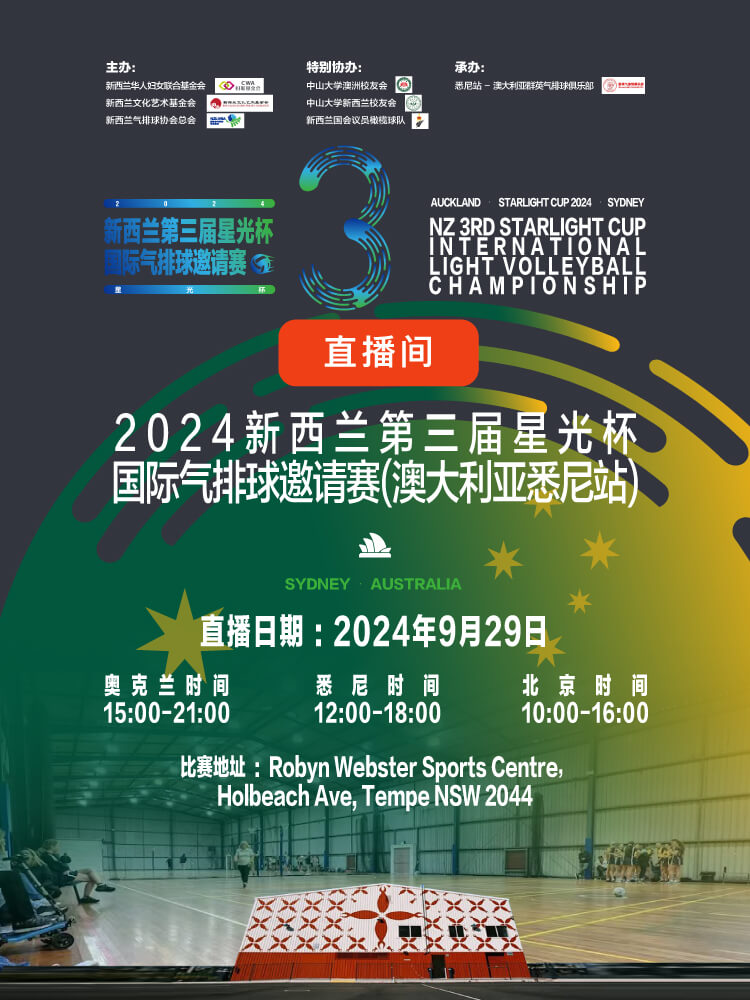 主办：
新西兰华人妇女联合基金会
CWA
新西兰文化艺术基金会
新西兰气排球协会总会
特别协办：
中山大学澳洲校友会
中山大学新西兰校友会
新西兰国会议员橄榄球队
承办：
悉尼站 - 澳大利亚群英气排球俱乐部
2 0 2 4
新西兰第三届星光杯
国际气排球邀请赛
星 光 杯
3
AUCKLAND · STARLIGHT CUP 2024 · SYDNEY
NZ 3RD STARLIGHT CUP
INTERNATIONAL
LIGHT VOLLEYBALL
CHAMPIONSHIP
直播间
2024新西兰第三届星光杯
国际气排球邀请赛(澳大利亚悉尼站)
SYDNEY · AUSTRALIA
直播日期：2024年9月29日
奥克兰时间
15:00-21:00
悉尼时间
12:00-18:00
北京时间
10:00-16:00
比赛地址：Robyn Webster Sports Centre,
Holbeach Ave, Tempe NSW 2044